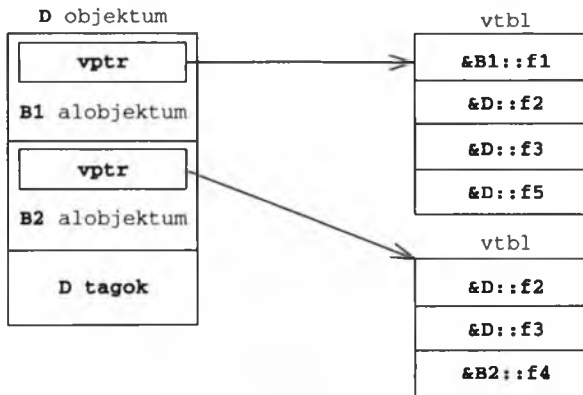 D objektum
vptr
B1 alobjektum
vptr
B2 alobjektum
D tagok
vtbl
&B1::f1
&D::f2
&D::f3
&D::f5
vtbl
&D::f2
&D::f3
&B2::f4